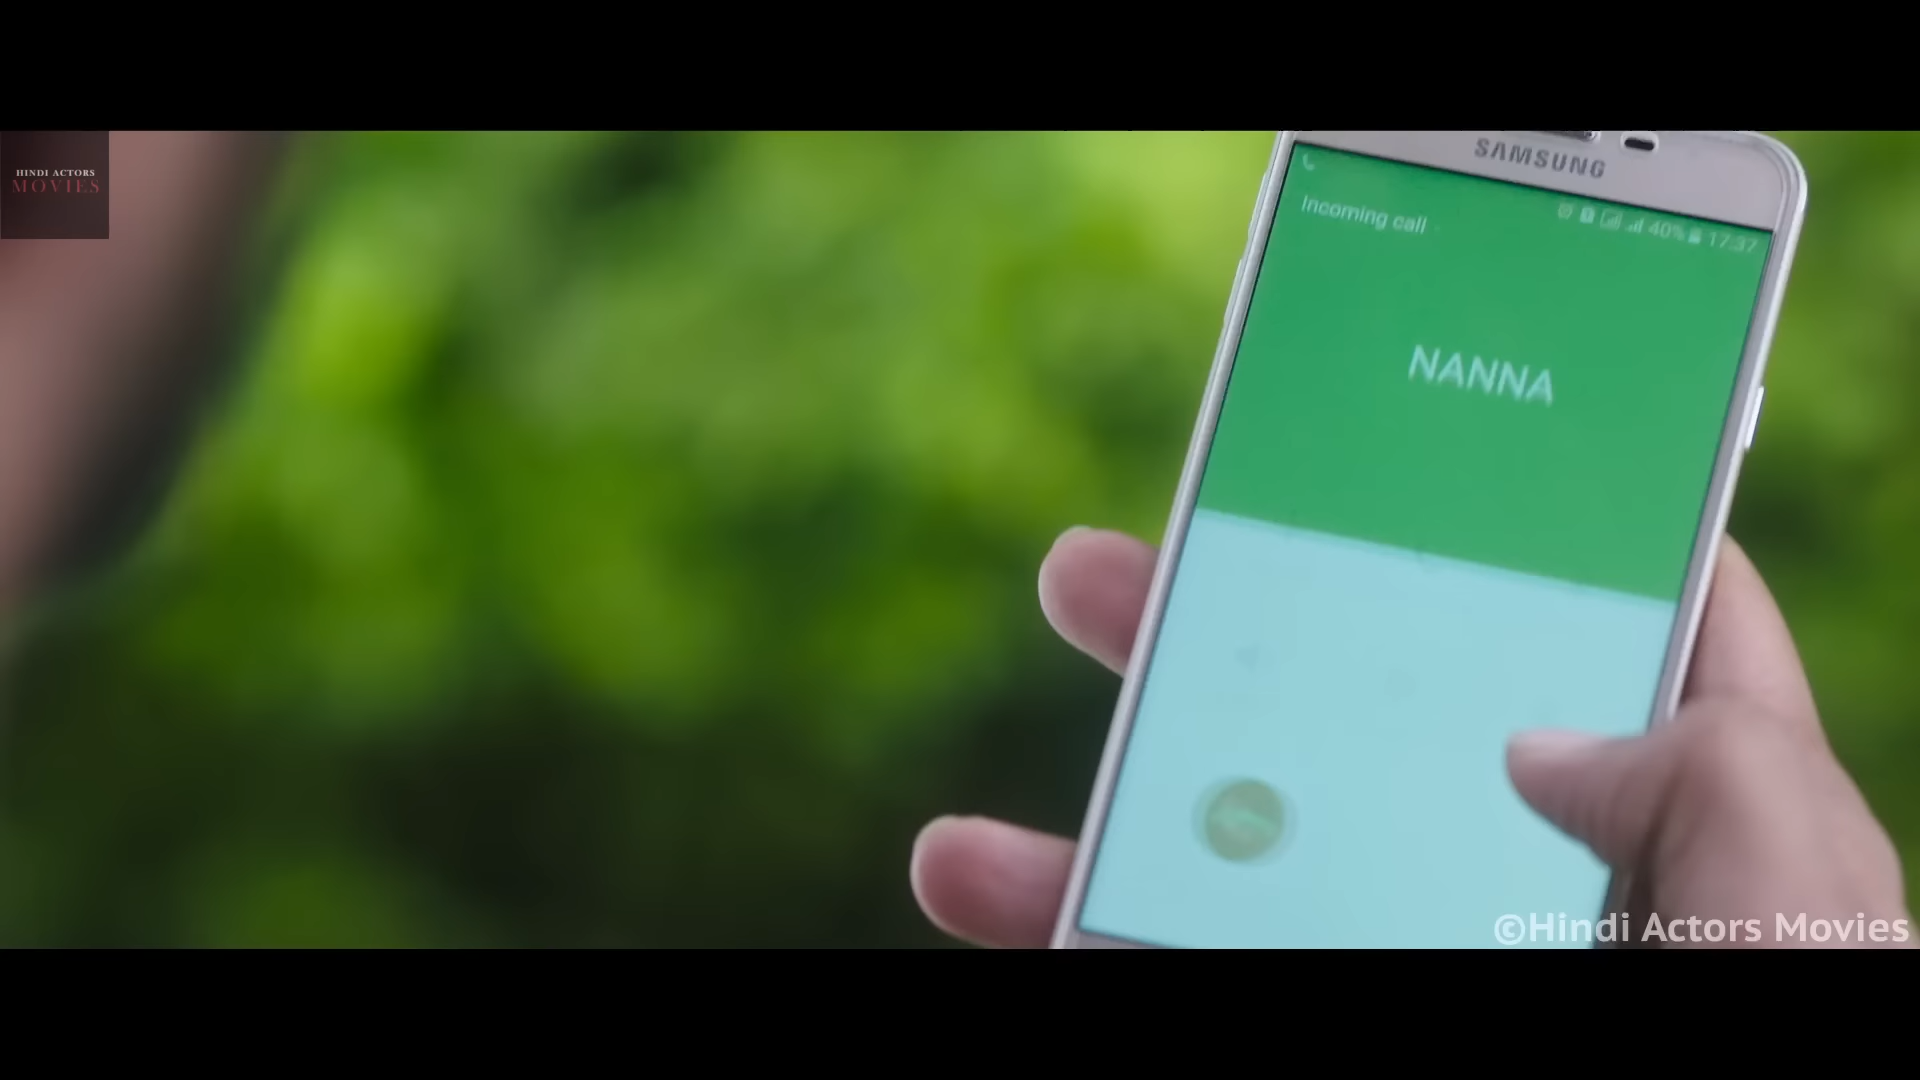 HINDI ACTORS
MOVIES
SAMSUNG
40% 17:37
Incoming call
NANNA
©Hindi Actors Movies